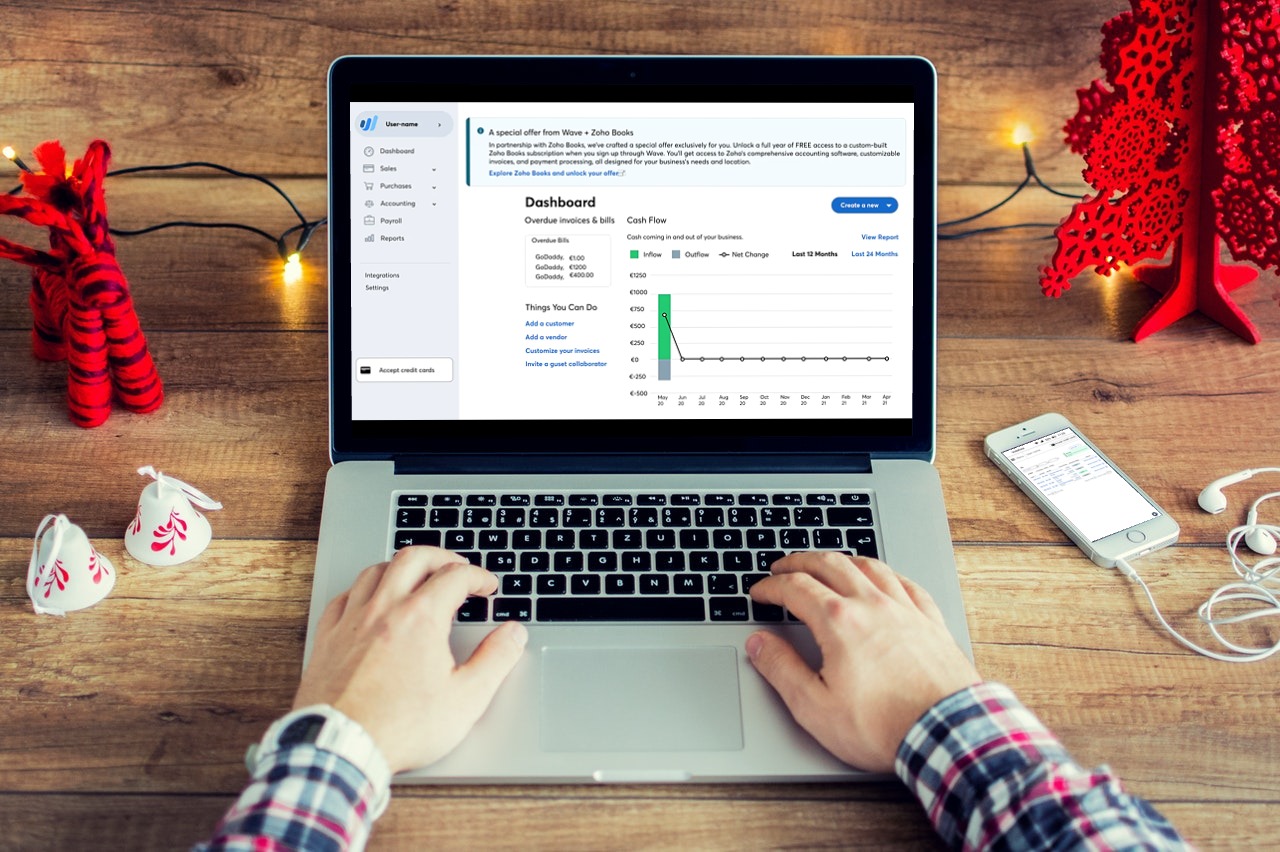 User-name
Dashboard
Sales
Purchases
Accounting
Payroll
Reports
Integrations
Settings
Accept credit cards
A special offer from Wave + Zoho Books
In partnership with Zoho Books, we've crafted a special offer exclusively for you. Unlock a full year of FREE access to a custom-built
Zoho Books subscription when you sign up through Wave. You'll get access to Zoho's comprehensive accounting software, customizable
invoices, and payment processing, all designed for your business's needs and location.
Explore Zoho Books and unlock your offer
Dashboard
Create a new
Overdue invoices & bills
Overdue Bills
GoDaddy, €1.00
GoDaddy, €1200
GoDaddy, €400.00
Things You Can Do
Add a customer
Add a vendor
Customize your invoices
Invite a guset collaborator
Cash Flow
Cash coming in and out of your business.
View Report
Inflow Outflow Net Change Last 12 Months Last 24 Months
€1250
€1000
€750
€500
€250
€0
€-250
€-500
May Jun Jul Aug Sep Oct Nov Dec Jan Feb Mar Apr
20 20 20 20 20 20 20 20 21 21 21 21
Q W E R T Z U I O P
S D F G H J K L
X C V B N M
cmd cmd